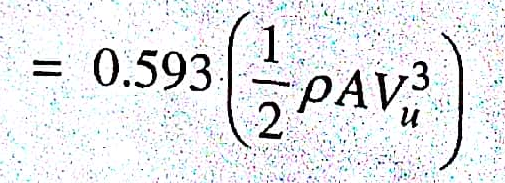 = 0.593 (1/2 ρAV_u^3)